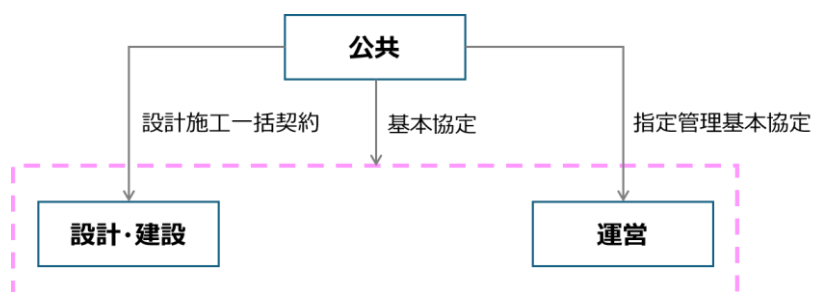 公共
設計施工一括契約
基本協定
指定管理基本協定
設計・建設
運営